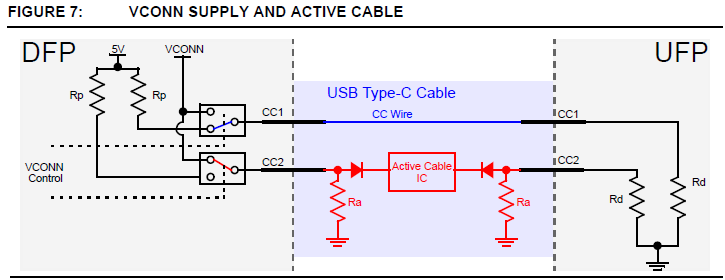 FIGURE 7: VCONN SUPPLY AND ACTIVE CABLE
DFP
5V
VCONN
UFP
Rp
Rp
USB Type-C Cable
CC1
CC Wire
CC1
VCONN
Control
CC2
Active Cable
IC
CC2
Ra
Ra
Rd
Rd